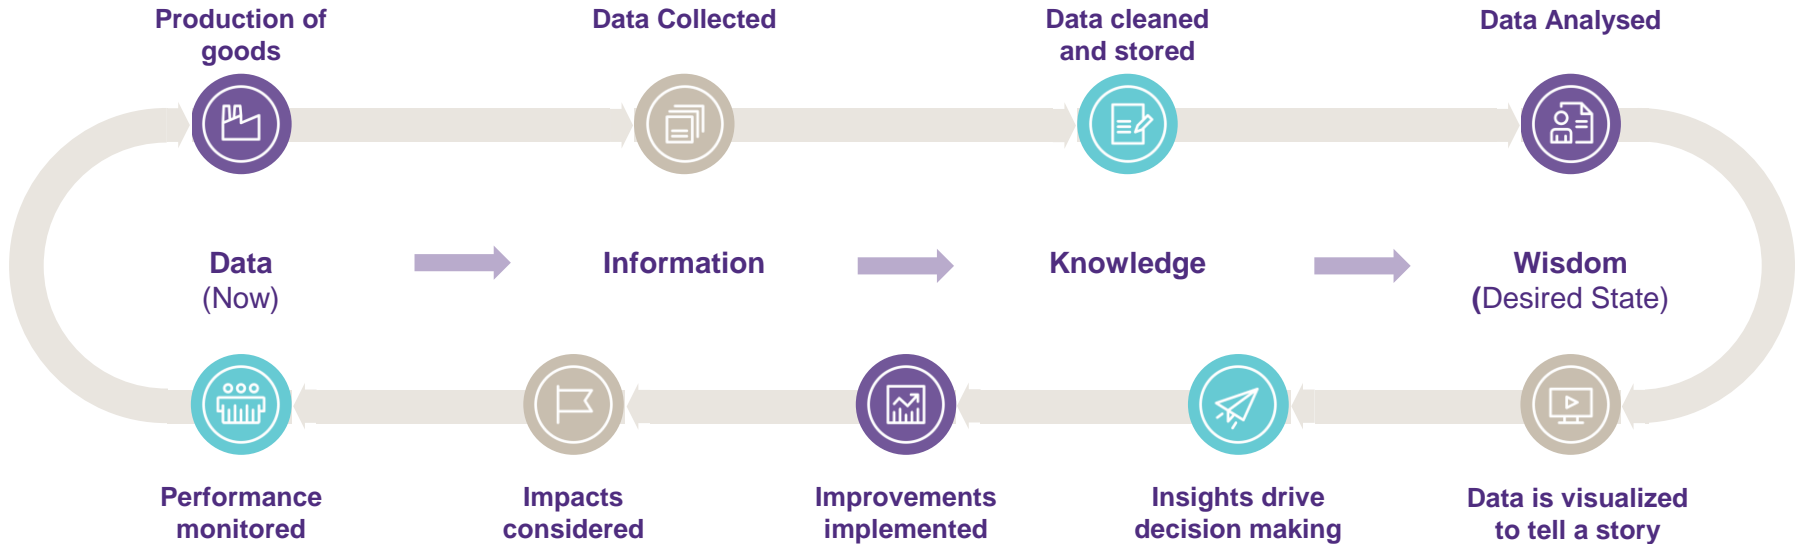 Production of
goods
Data Collected
Data cleaned
and stored
Data Analysed
Data
(Now)
Information
Knowledge
Wisdom
(Desired State)
Performance
monitored
Impacts
considered
Improvements
implemented
Insights drive
decision making
Data is visualized
to tell a story